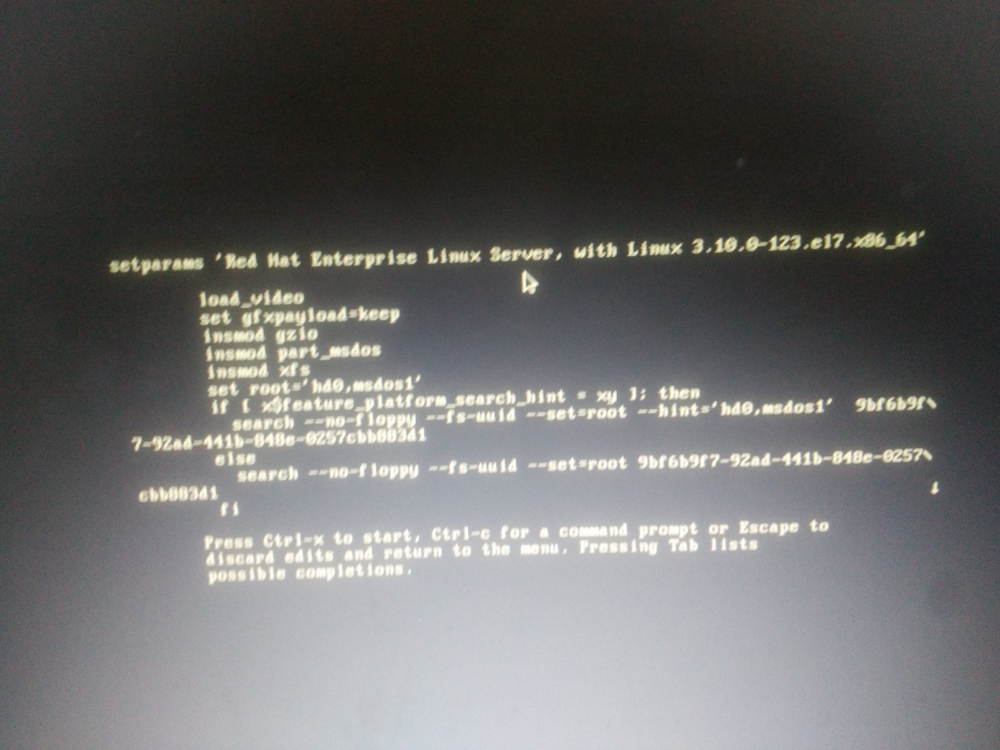 setparams 'Red Hat Enterprise Linux Server, with Linux 3.10.0-123.el7.x86_64'
load_video
set gfxpayload=keep
insmod gzio
insmod part_msdos
insmod xfs
set root='hd0,msdos1'
if [ x$feature_platform_search_hint = xy ]; then
search --no-floppy --fs-uuid --set=root --hint='hd0,msdos1'  9bf6b9f\
7-92ad-441b-848e-0257cbb883d1
else
search --no-floppy --fs-uuid --set=root 9bf6b9f7-92ad-441b-848e-0257\
cbb883d1
fi
Press Ctrl-x to start, Ctrl-c for a command prompt or Escape to
discard edits and return to the menu. Pressing Tab lists
possible completions.